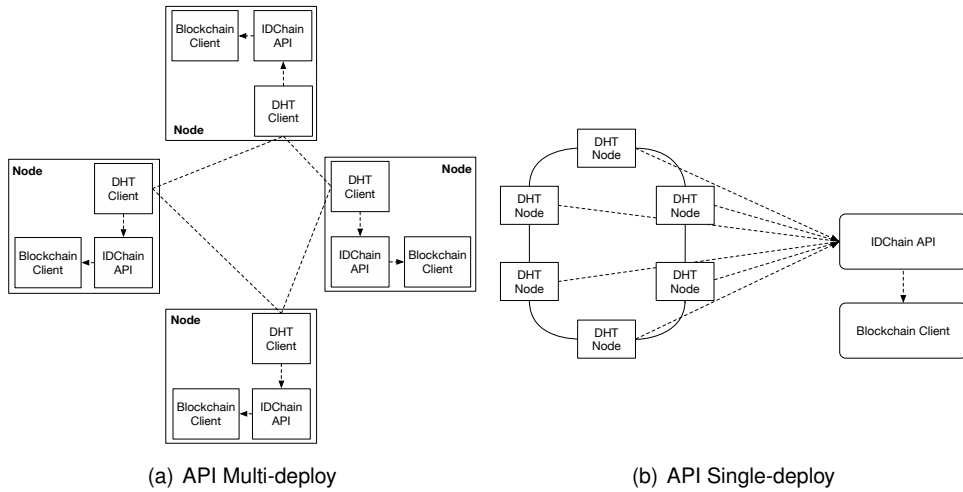 Blockchain
Client
IDChain
API
DHT
Client
Node
Node
DHT
Client
Blockchain
Client
IDChain
API
Node
DHT
Client
IDChain
API
Blockchain
Client
Node
DHT
Client
Blockchain
Client
IDChain
API
(a) API Multi-deploy
DHT
Node
DHT
Node
DHT
Node
DHT
Node
DHT
Node
DHT
Node
IDChain API
Blockchain Client
(b) API Single-deploy